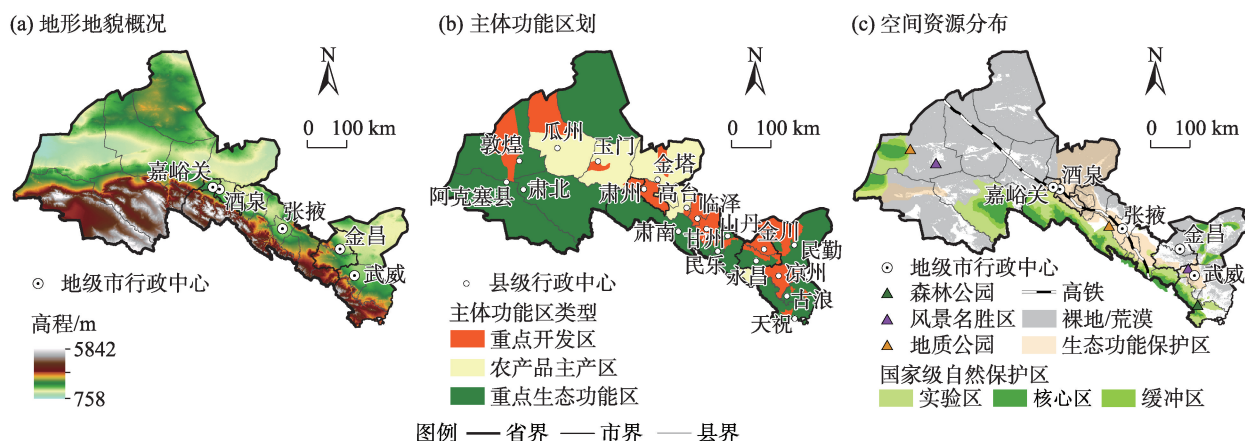 (a) 地形地貌概况
N
0 100 km
嘉峪关
酒泉
张掖
金昌
武威
地级市行政中心
高程/m
5842
758
(b) 主体功能区划
N
0 100 km
敦煌
瓜州
玉门
金塔
阿克塞县
肃北
肃州
高台
临泽
山丹
金川
肃南
甘州
民勤
民乐
永昌
凉州
古浪
天祝
县级行政中心
主体功能区类型
重点开发区
农产品主产区
重点生态功能区
(c) 空间资源分布
N
0 100 km
嘉峪关
酒泉
张掖
金昌
武威
地级市行政中心
森林公园
高铁
风景名胜区
裸地/荒漠
地质公园
生态功能保护区
国家级自然保护区
实验区
核心区
缓冲区
图例 省界 市界 县界